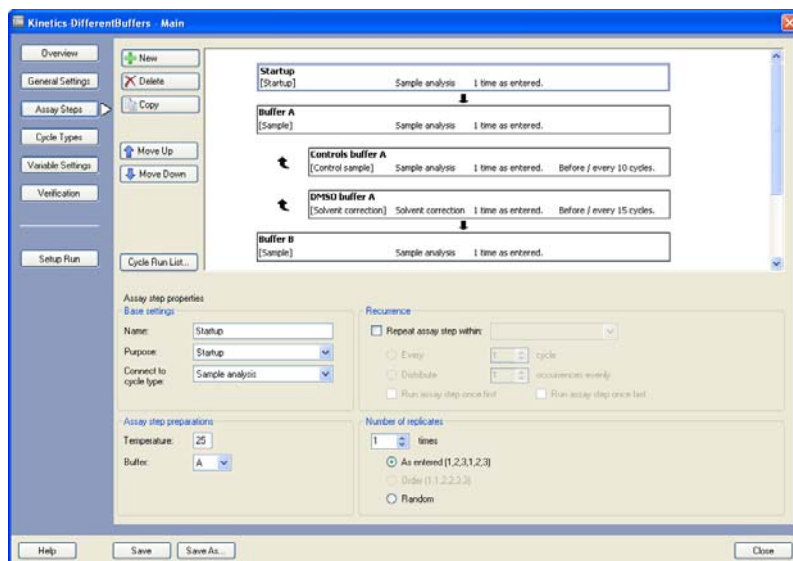 Kinetics-DifferentBuffers - Main
Overview
General Settings
Assay Steps
Cycle Types
Variable Settings
Verification
Setup Run
New
Delete
Copy
Move Up
Move Down
Cycle Run List...
Startup
[Startup] Sample analysis 1 time as entered.
Buffer A
[Sample] Sample analysis 1 time as entered.
Controls buffer A
[Control sample] Sample analysis 1 time as entered. Before / every 10 cycles.
DMSO buffer A
[Solvent correction] Solvent correction 1 time as entered. Before / every 15 cycles.
Buffer B
[Sample] Sample analysis 1 time as entered.
Assay step properties
Base settings
Name: Startup
Purpose: Startup
Connect to
cycle type: Sample analysis
Recurrence
Repeat assay step within:
Every 1 cycle
Distribute 1 occurrences evenly
Run assay step once first Run assay step once last
Assay step preparations
Temperature: 25
Buffer: A
Number of replicates
1 times
As entered (1,2,3,1,2,3)
Order (1,1,2,2,3,3)
Random
Help Save Save As... Close